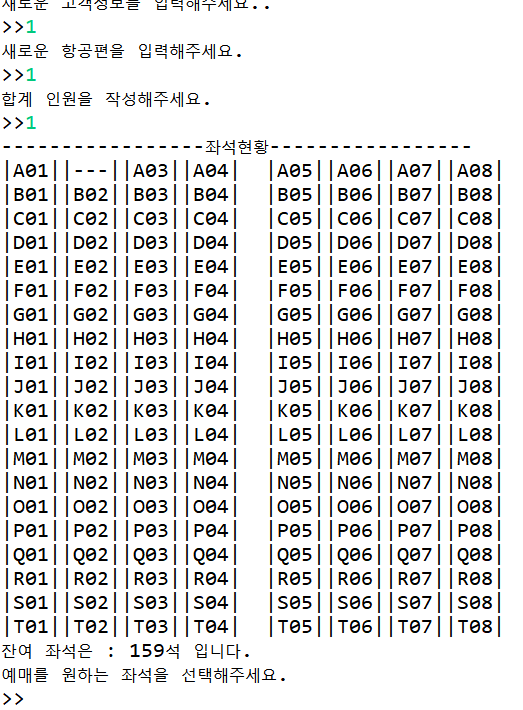 새로운 고객정보를 입력해주세요..
>>1
새로운 항공편을 입력해주세요.
>>1
합계 인원을 작성해주세요.
>>1
-----------------좌석현황-----------------
|A01||---||A03||A04|  |A05||A06||A07||A08|
|B01||B02||B03||B04|  |B05||B06||B07||B08|
|C01||C02||C03||C04|  |C05||C06||C07||C08|
|D01||D02||D03||D04|  |D05||D06||D07||D08|
|E01||E02||E03||E04|  |E05||E06||E07||E08|
|F01||F02||F03||F04|  |F05||F06||F07||F08|
|G01||G02||G03||G04|  |G05||G06||G07||G08|
|H01||H02||H03||H04|  |H05||H06||H07||H08|
|I01||I02||I03||I04|  |I05||I06||I07||I08|
|J01||J02||J03||J04|  |J05||J06||J07||J08|
|K01||K02||K03||K04|  |K05||K06||K07||K08|
|L01||L02||L03||L04|  |L05||L06||L07||L08|
|M01||M02||M03||M04|  |M05||M06||M07||M08|
|N01||N02||N03||N04|  |N05||N06||N07||N08|
|O01||O02||O03||O04|  |O05||O06||O07||O08|
|P01||P02||P03||P04|  |P05||P06||P07||P08|
|Q01||Q02||Q03||Q04|  |Q05||Q06||Q07||Q08|
|R01||R02||R03||R04|  |R05||R06||R07||R08|
|S01||S02||S03||S04|  |S05||S06||S07||S08|
|T01||T02||T03||T04|  |T05||T06||T07||T08|
잔여 좌석은 : 159석 입니다.
예매를 원하는 좌석을 선택해주세요.
>>